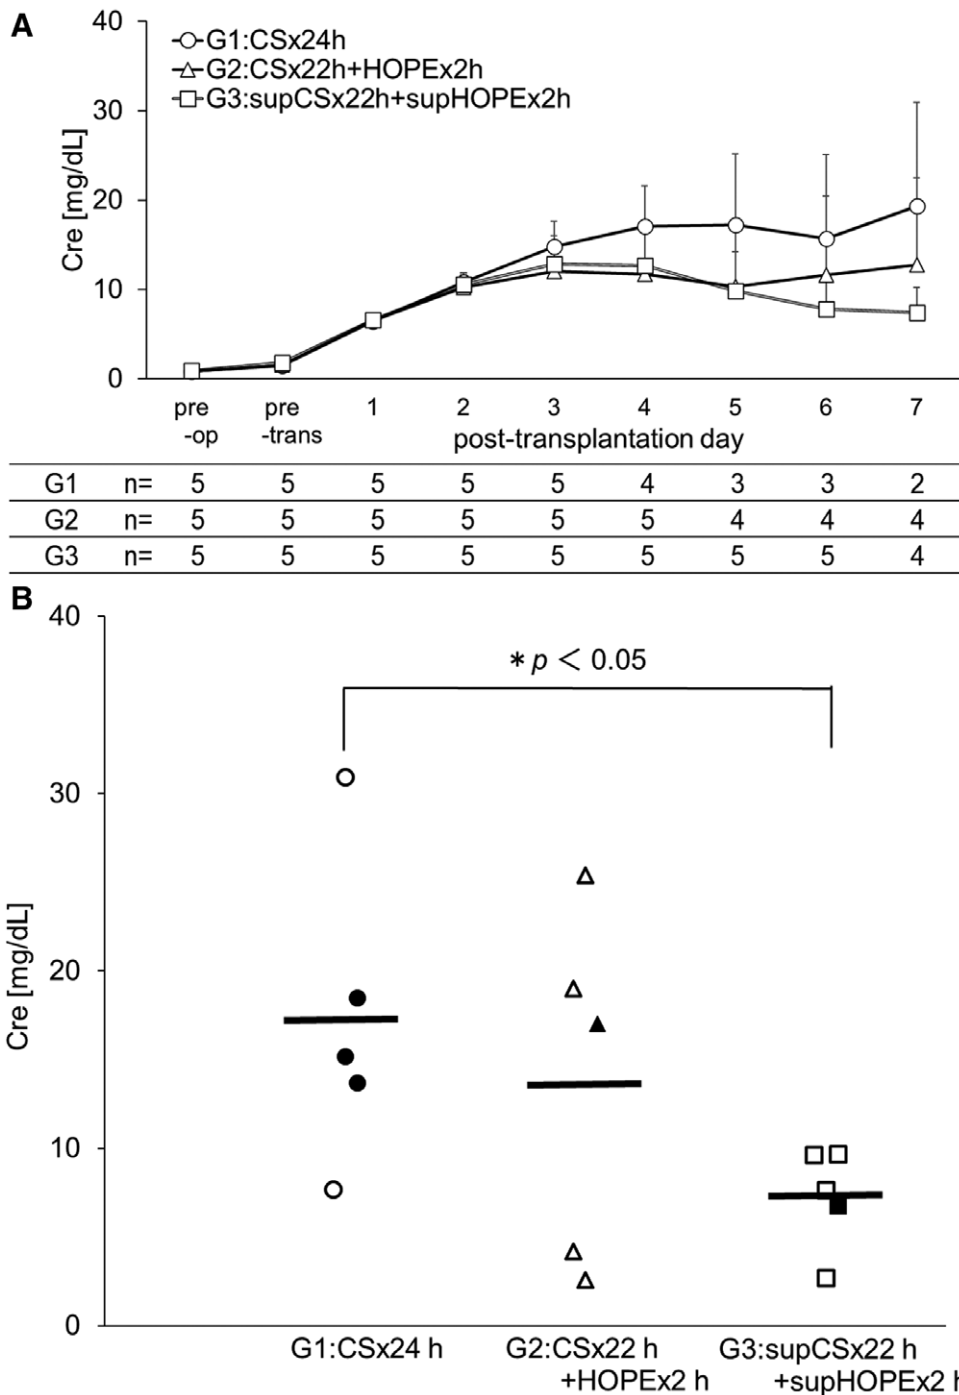 A
40
G1:CSx24h
G2:CSx22h+HOPEx2h
G3:supCSx22h+supHOPEx2h
30
Cre [mg/dL]
20
10
0
pre pre 1 2 3 4 5 6 7
-op -trans
post-transplantation day
G1 n= 5 5 5 5 5 4 3 3 2
G2 n= 5 5 5 5 5 5 4 4 4
G3 n= 5 5 5 5 5 5 5 5 4
B
40
* p < 0.05
30
Cre [mg/dL]
20
10
0
G1:CSx24 h G2:CSx22 h G3:supCSx22 h
+HOPEx2 h +supHOPEx2 h